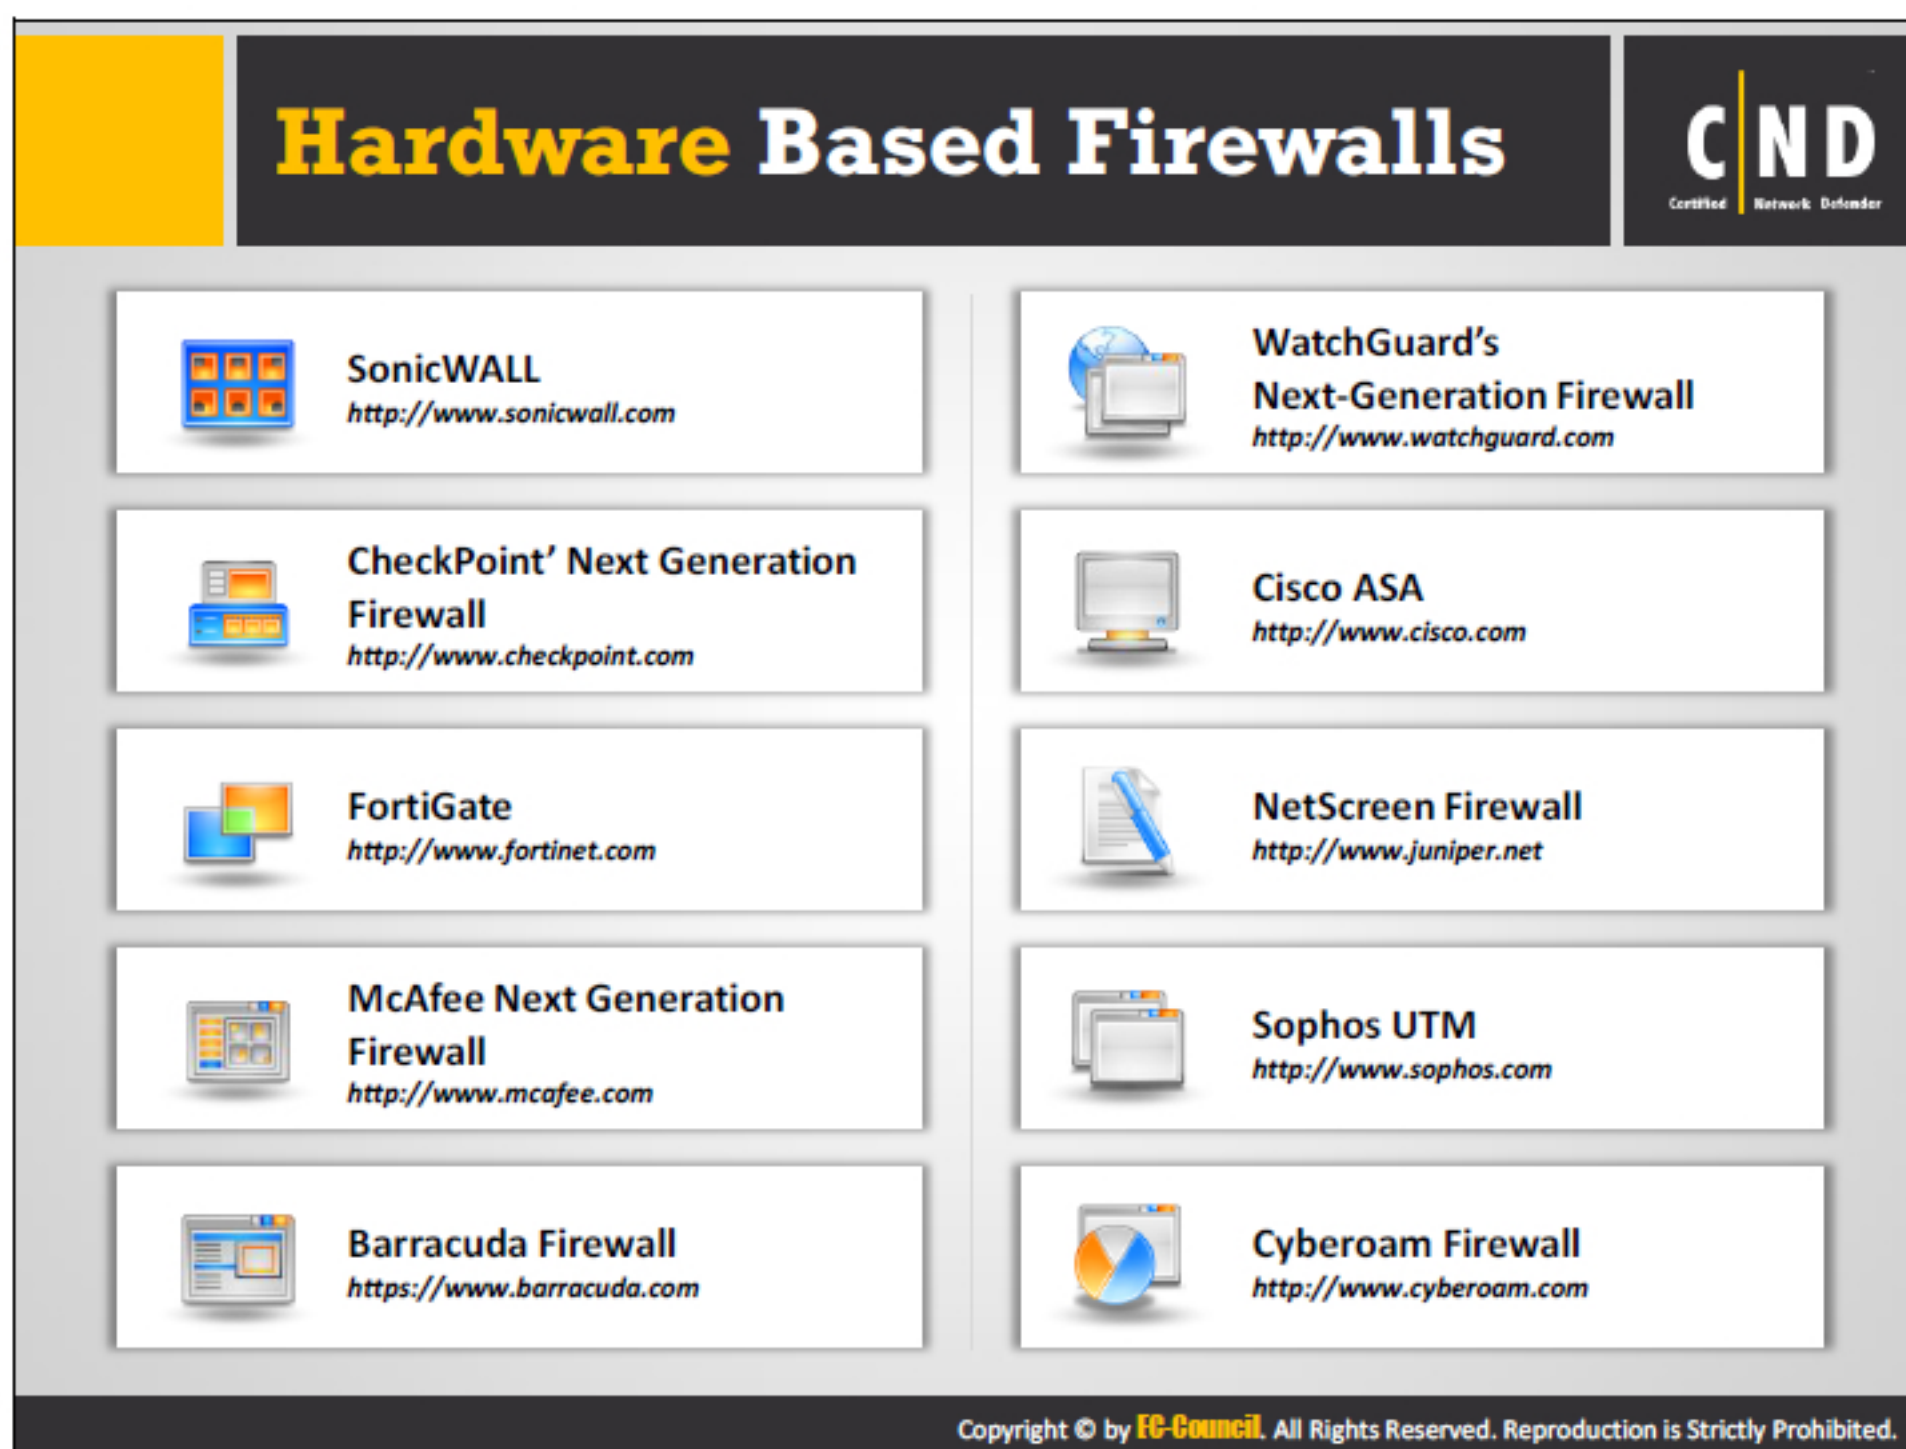 Hardware Based Firewalls
C|ND
Certified Network Defender
SonicWALL
http://www.sonicwall.com
CheckPoint' Next Generation
Firewall
http://www.checkpoint.com
FortiGate
http://www.fortinet.com
McAfee Next Generation
Firewall
http://www.mcafee.com
Barracuda Firewall
https://www.barracuda.com
WatchGuard's
Next-Generation Firewall
http://www.watchguard.com
Cisco ASA
http://www.cisco.com
NetScreen Firewall
http://www.juniper.net
Sophos UTM
http://www.sophos.com
Cyberoam Firewall
http://www.cyberoam.com
Copyright © by EC-Council. All Rights Reserved. Reproduction is Strictly Prohibited.